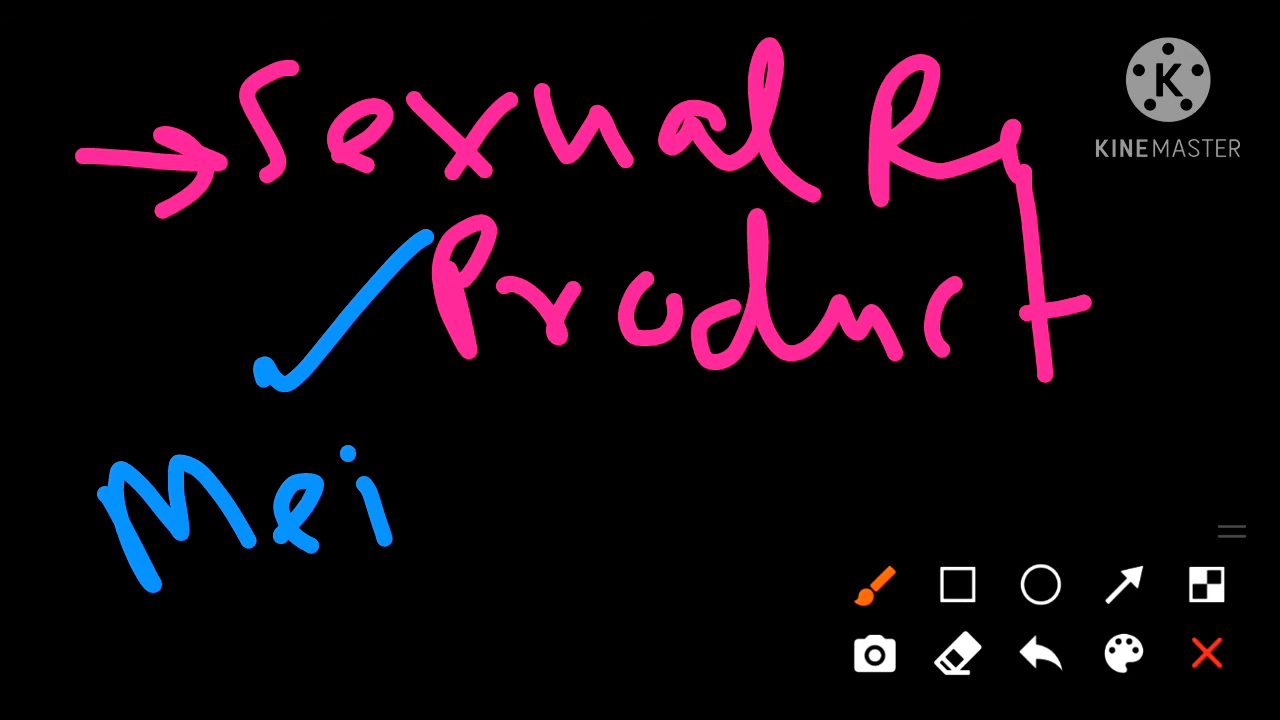 → Sexual Re
Product
Mei
K
KINEMASTER